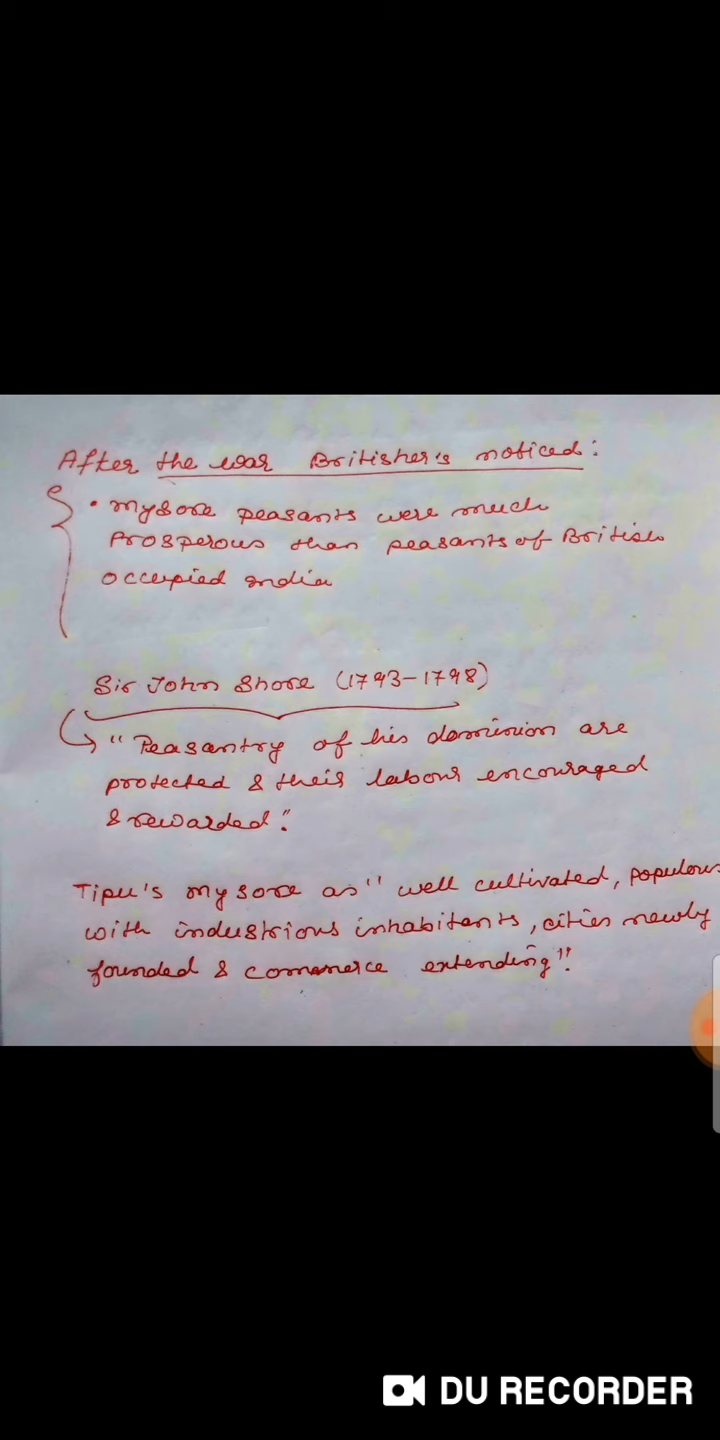 After the war Britisher's noticed:
• Mysore peasants were much
Prosperous than peasants of British
occupied India
Sir John Shore (1793-1798)
"Peasantry of his dominion are
protected & their labour encouraged
& rewarded".
Tipu's mysore as "well cultivated, populous
with industrious inhabitants, cities newly
founded & commerce extending".
DU RECORDER